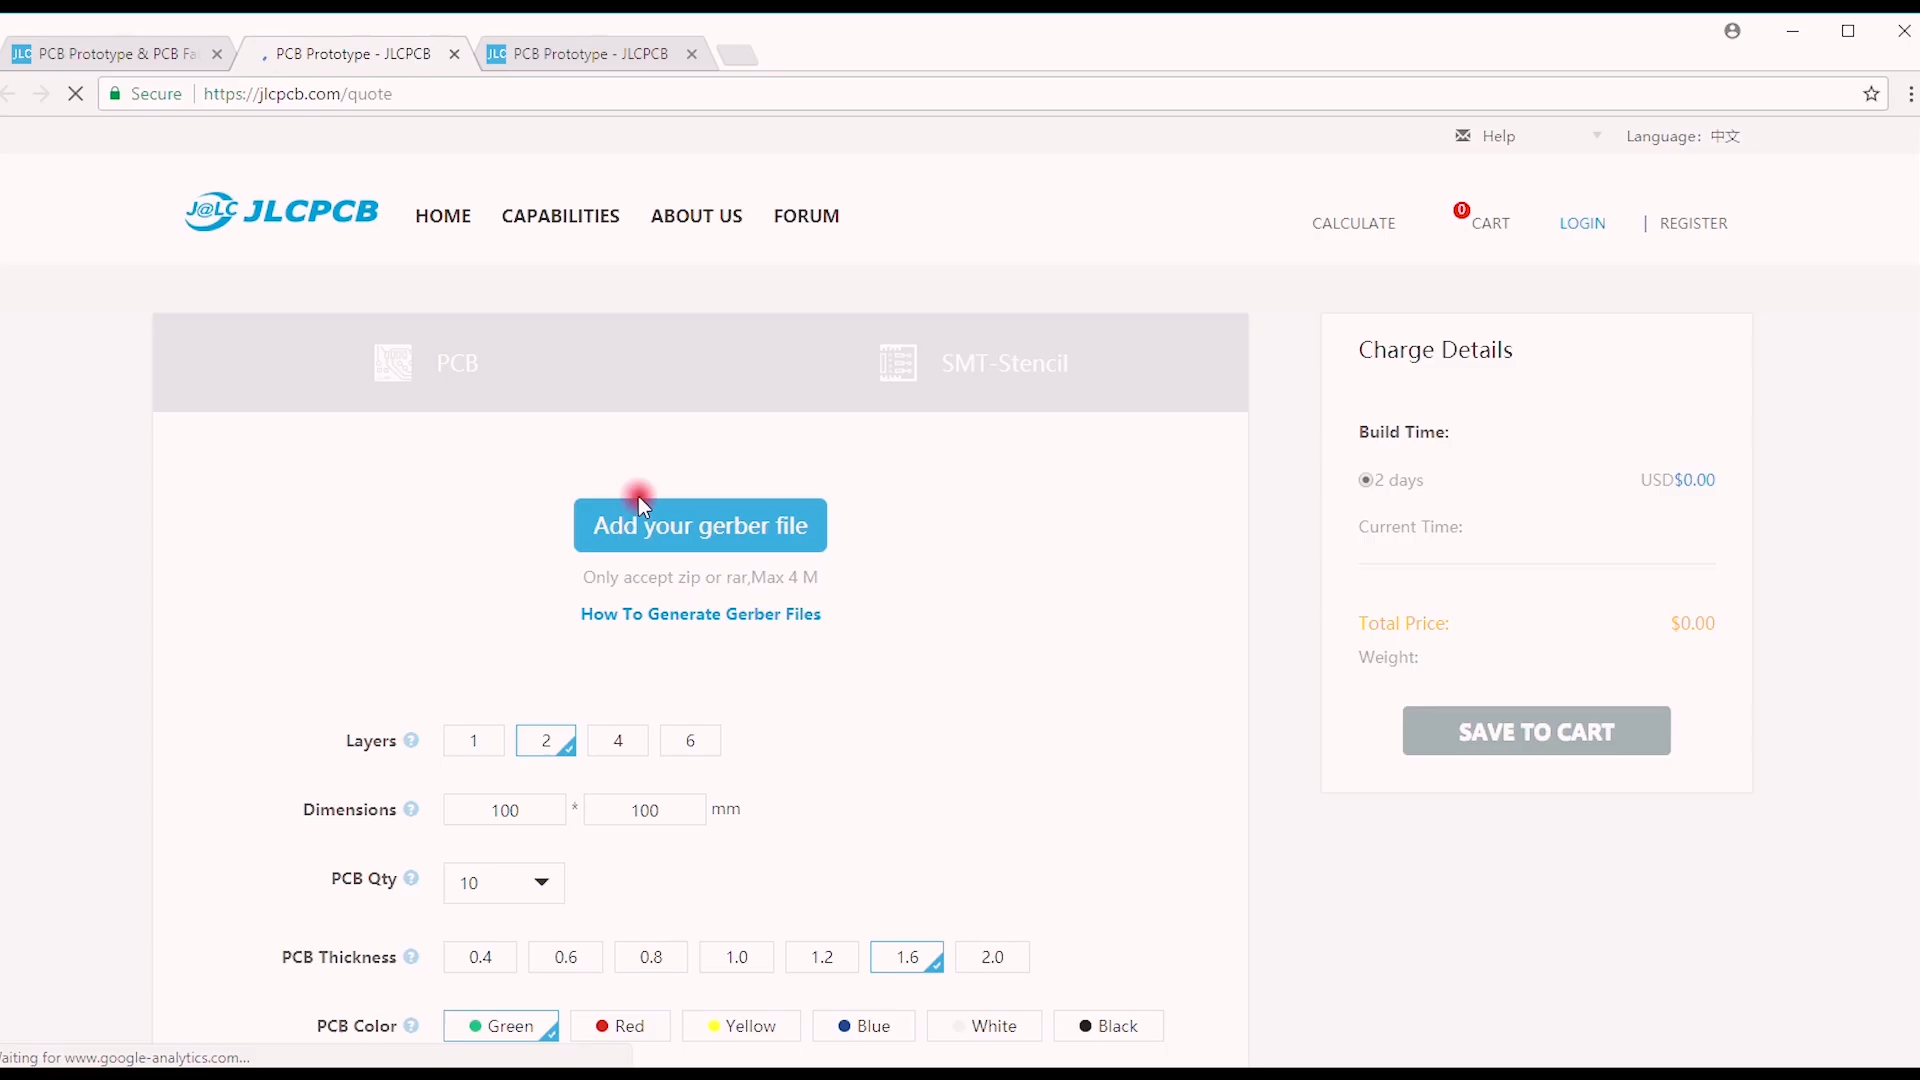 JLC PCB Prototype & PCB Fa
PCB Prototype - JLCPCB
JLC PCB Prototype - JLCPCB
Secure https://jlcpcb.com/quote
Help
Language: 中文
J@LC JLCPCB
HOME CAPABILITIES ABOUT US FORUM
CALCULATE 0 CART LOGIN | REGISTER
PCB
SMT-Stencil
Add your gerber file
Only accept zip or rar,Max 4 M
How To Generate Gerber Files
Layers ? 1 2 4 6
Dimensions ? 100 * 100 mm
PCB Qty ? 10
PCB Thickness ? 0.4 0.6 0.8 1.0 1.2 1.6 2.0
PCB Color ? Green Red Yellow Blue White Black
Charge Details
Build Time:
2 days USD$0.00
Current Time:
Total Price: $0.00
Weight:
SAVE TO CART
aiting for www.google-analytics.com...